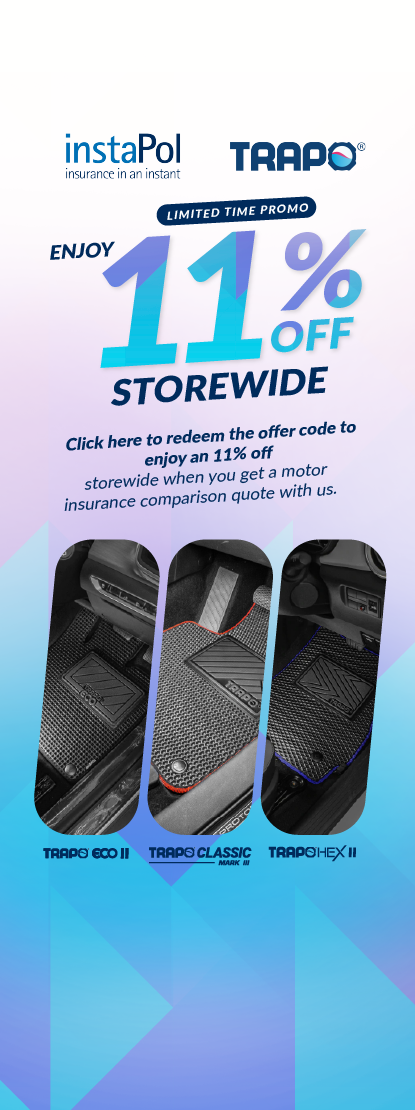 instaPol
insurance in an instant
TRAPO®
LIMITED TIME PROMO
ENJOY
11%
OFF
STOREWIDE
Click here to redeem the offer code to
enjoy an 11% off
storewide when you get a motor
insurance comparison quote with us.
TRAPO
PROTON
TRAPO ECO II
TRAPO CLASSIC
MARK III
TRAPO HEX II